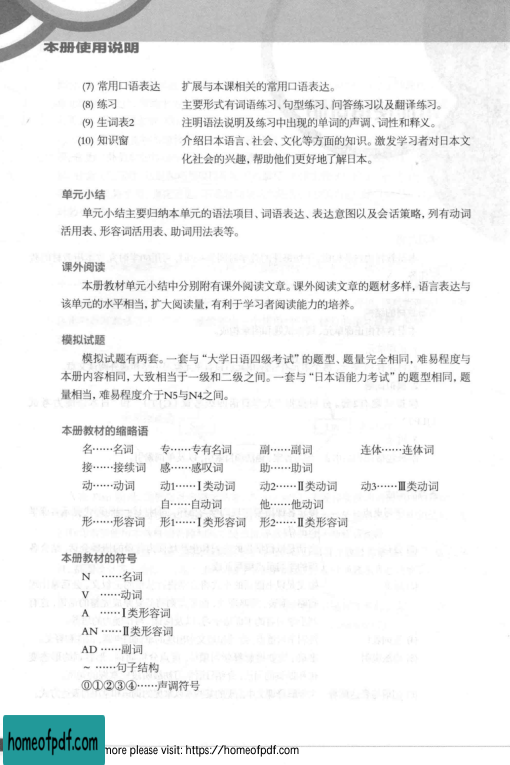 本册使用说明
(7) 常用口语表达 扩展与本课相关的常用口语表达。
(8) 练习 主要形式有词语练习、句型练习、问答练习以及翻译练习。
(9) 生词表2 注明语法说明及练习中出现的单词的声调、词性和释义。
(10) 知识窗 介绍日本语言、社会、文化等方面的知识。激发学习者对日本文
化社会的兴趣，帮助他们更好地了解日本。
单元小结
单元小结主要归纳本单元的语法项目、词语表达、表达意图以及会话策略，列有动词
活用表、形容词活用表、助词用法表等。
课外阅读
本册教材单元小结中分别附有课外阅读文章。课外阅读文章的题材多样，语言表达与
该单元的水平相当，扩大阅读量，有利于学习者阅读能力的培养。
模拟试题
模拟试题有两套。一套与“大学日语四级考试”的题型、题量完全相同，难易程度与
本册内容相同，大致相当于一级和二级之间。一套与“日本语能力考试”的题型相同，题
量相当，难易程度介于N5与N4之间。
本册教材的缩略语
名……名词 专……专有名词 副……副词 连体……连体词
接……接续词 感……感叹词 助……助词
动……动词 动1……Ⅰ类动词 动2……Ⅱ类动词 动3……Ⅲ类动词
自……自动词 他……他动词
形……形容词 形1……Ⅰ类形容词 形2……Ⅱ类形容词
本册教材的符号
N ……名词
V ……动词
A ……Ⅰ类形容词
AN ……Ⅱ类形容词
AD ……副词
～ ……句子结构
⓪①②③④……声调符号
homeofpdf.com
more please visit: https://homeofpdf.com